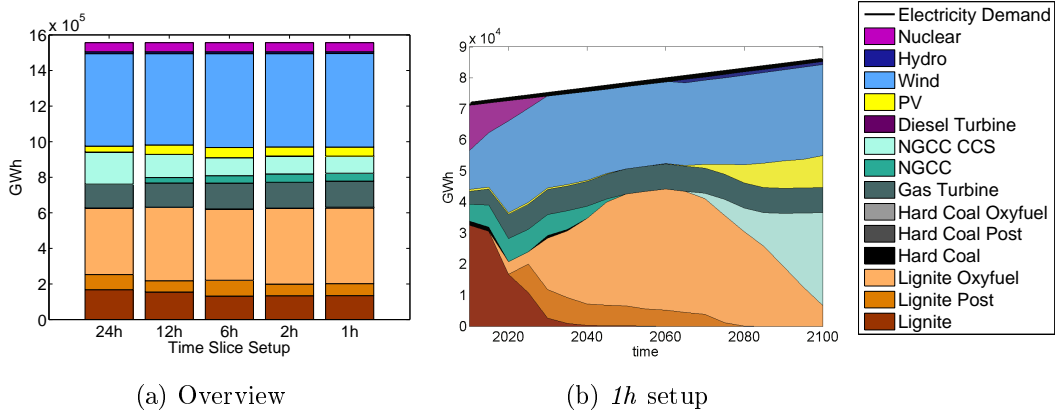 16 x 10^5
14
12
10
8
6
4
2
0
GWh
24h 12h 6h 2h 1h
Time Slice Setup
(a) Overview
9 x 10^4
8
7
6
5
4
3
2
1
0
GWh
2020 2040 2060 2080 2100
time
(b) 1h setup
Electricity Demand
Nuclear
Hydro
Wind
PV
Diesel Turbine
NGCC CCS
NGCC
Gas Turbine
Hard Coal Oxyfuel
Hard Coal Post
Hard Coal
Lignite Oxyfuel
Lignite Post
Lignite